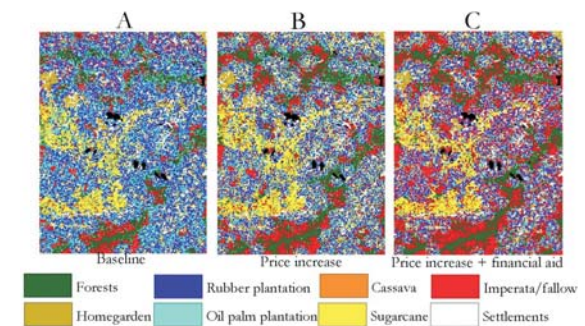 A B C
Baseline Price increase Price increase + financial aid
Forests Rubber plantation Cassava Imperata/fallow
Homegarden Oil palm plantation Sugarcane Settlements